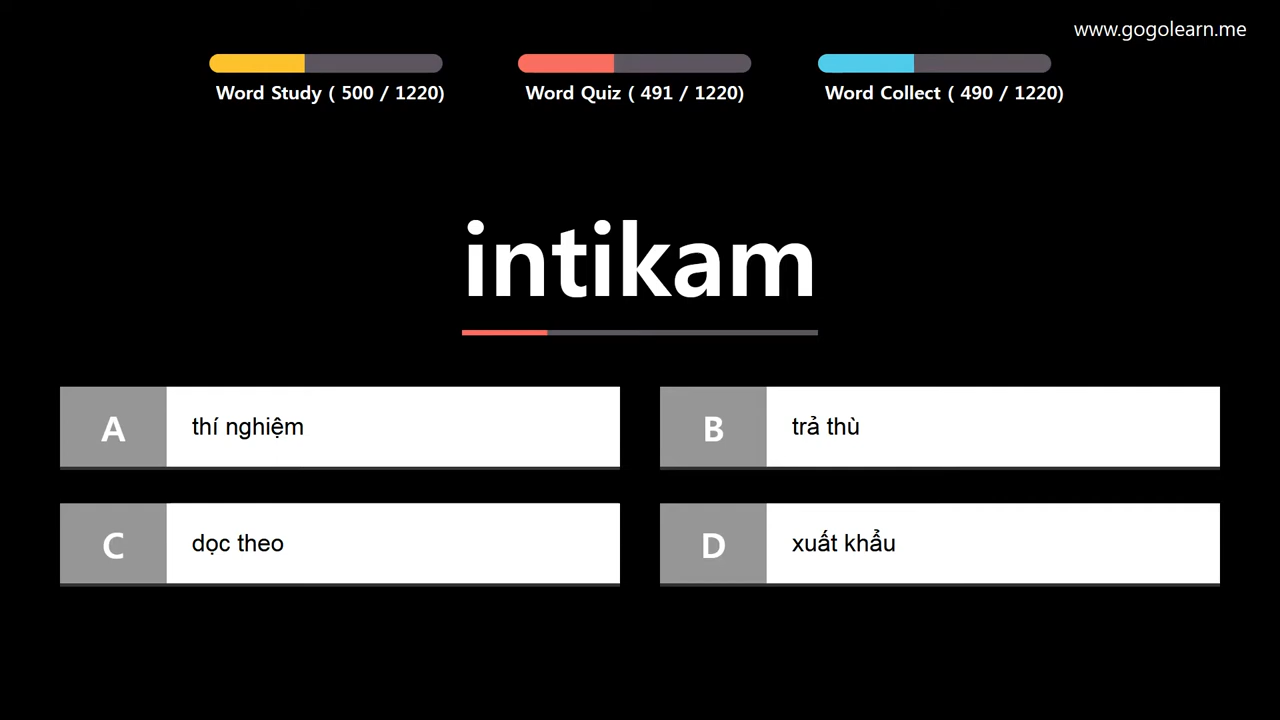 www.gogolearn.me
Word Study ( 500 / 1220)
Word Quiz ( 491 / 1220)
Word Collect ( 490 / 1220)
intikam
A thí nghiệm
B trả thù
C dọc theo
D xuất khẩu